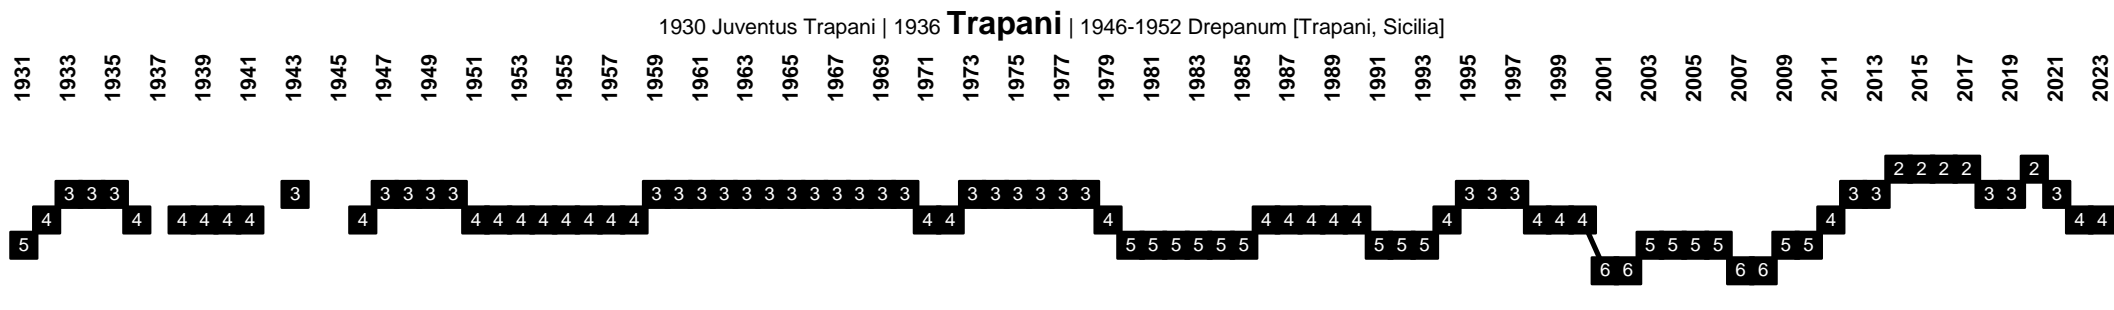 1930 Juventus Trapani | 1936 Trapani | 1946-1952 Drepanum [Trapani, Sicilia]
1931 1933 1935 1937 1939 1941 1943 1945 1947 1949 1951 1953 1955 1957 1959 1961 1963 1965 1967 1969 1971 1973 1975 1977 1979 1981 1983 1985 1987 1989 1991 1993 1995 1997 1999 2001 2003 2005 2007 2009 2011 2013 2015 2017 2019 2021 2023
2 2 2 2 2
3 3 3 3 3 3 3 3 3 3 3 3 3 3 3 3 3 3 3 3 3 3 3 3 3 3 3 3 3 3 3 3 3 3
4 4 4 4 4 4 4 4 4 4 4 4 4 4 4 4 4 4 4 4 4 4 4 4 4 4 4 4 4 4
5 5 5 5 5 5 5 5 5 5 5 5 5 5 5 5
6 6 6 6